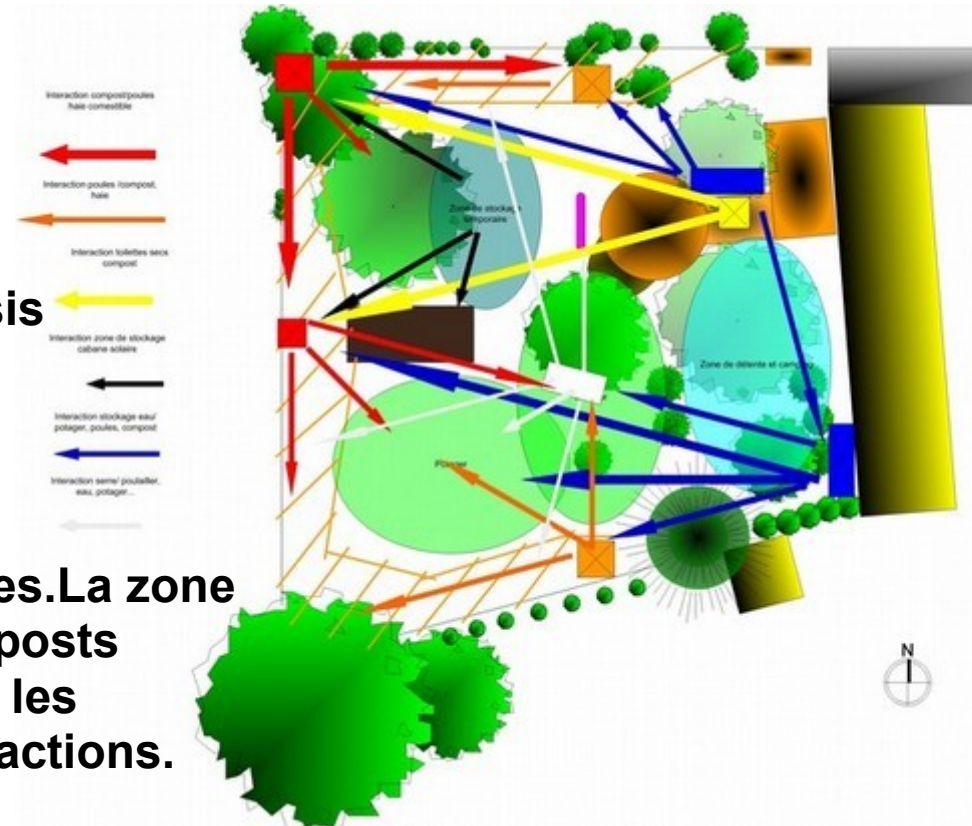 Interaction compost/poules
haie comestible
Interaction poules /compost,
haie
Interaction toilettes secs
compost
sis
Interaction zone de stockage
cabane solaire
Interaction stockage eau/
potager, poules, compost
Interaction serre/ poulailler,
eau, potager...
es.La zone
posts
les
actions.
Zone de stockage
temporaire
Zone de détente et camping
Potager
N